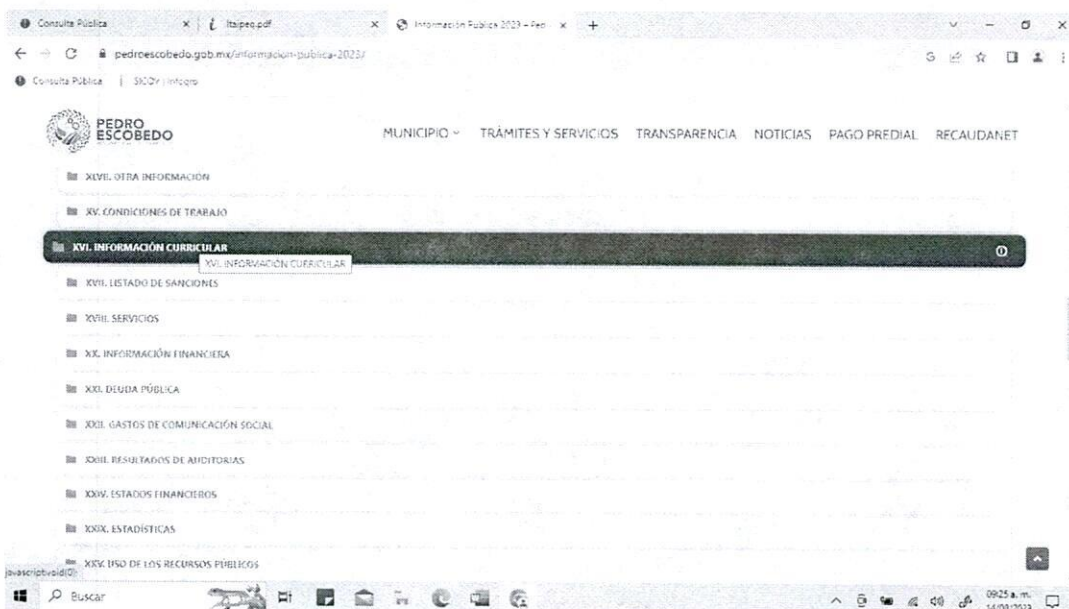 Consulta Pública
Itaipeq.pdf
Información Pública 2023 – Ped
pedroescobedo.gob.mx/informacion-publica-2023/
Consulta Pública
PEDRO
ESCOBEDO
MUNICIPIO TRÁMITES Y SERVICIOS TRANSPARENCIA NOTICIAS PAGO PREDIAL RECAUDANET
XLVII. OTRA INFORMACIÓN
XV. CONDICIONES DE TRABAJO
XVI. INFORMACIÓN CURRICULAR
XVI. INFORMACIÓN CURRICULAR
XVII. LISTADO DE SANCIONES
XVIII. SERVICIOS
XX. INFORMACIÓN FINANCIERA
XXI. DEUDA PÚBLICA
XXII. GASTOS DE COMUNICACIÓN SOCIAL
XXIII. RESULTADOS DE AUDITORIAS
XXIV. ESTADOS FINANCIEROS
XXIX. ESTADÍSTICAS
XXV. USO DE LOS RECURSOS PÚBLICOS
javascript:void(0)
Buscar
09:25 a. m.